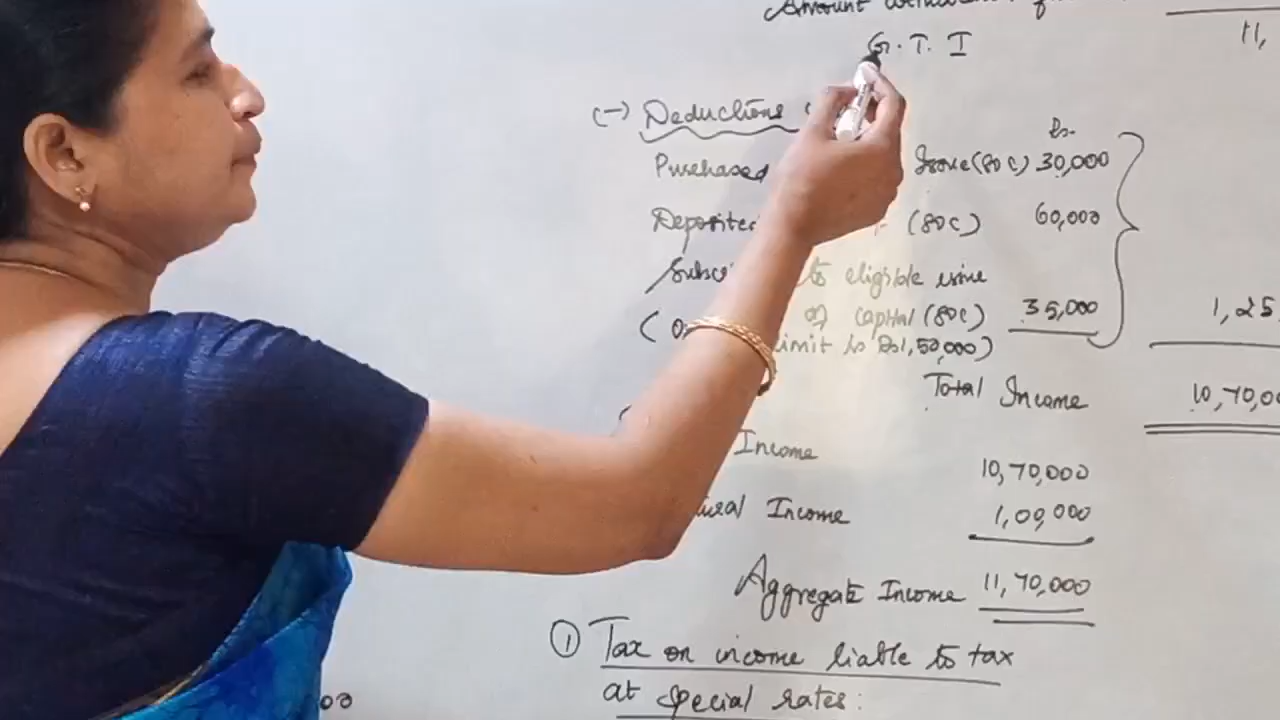 Amount
11,
G. T. I
(-) Deductions
Rs.
Purchased Issue (80C) 30,000
Deposited (80C) 60,000
to eligible issue
of capital (80C) 35,000 1,25
limit to Rs1,50,000)
Total Income 10,70,00
Income 10,70,000
Income 1,00,000
Aggregate Income 11,70,000
① Tax on income liable to tax
at special rates: